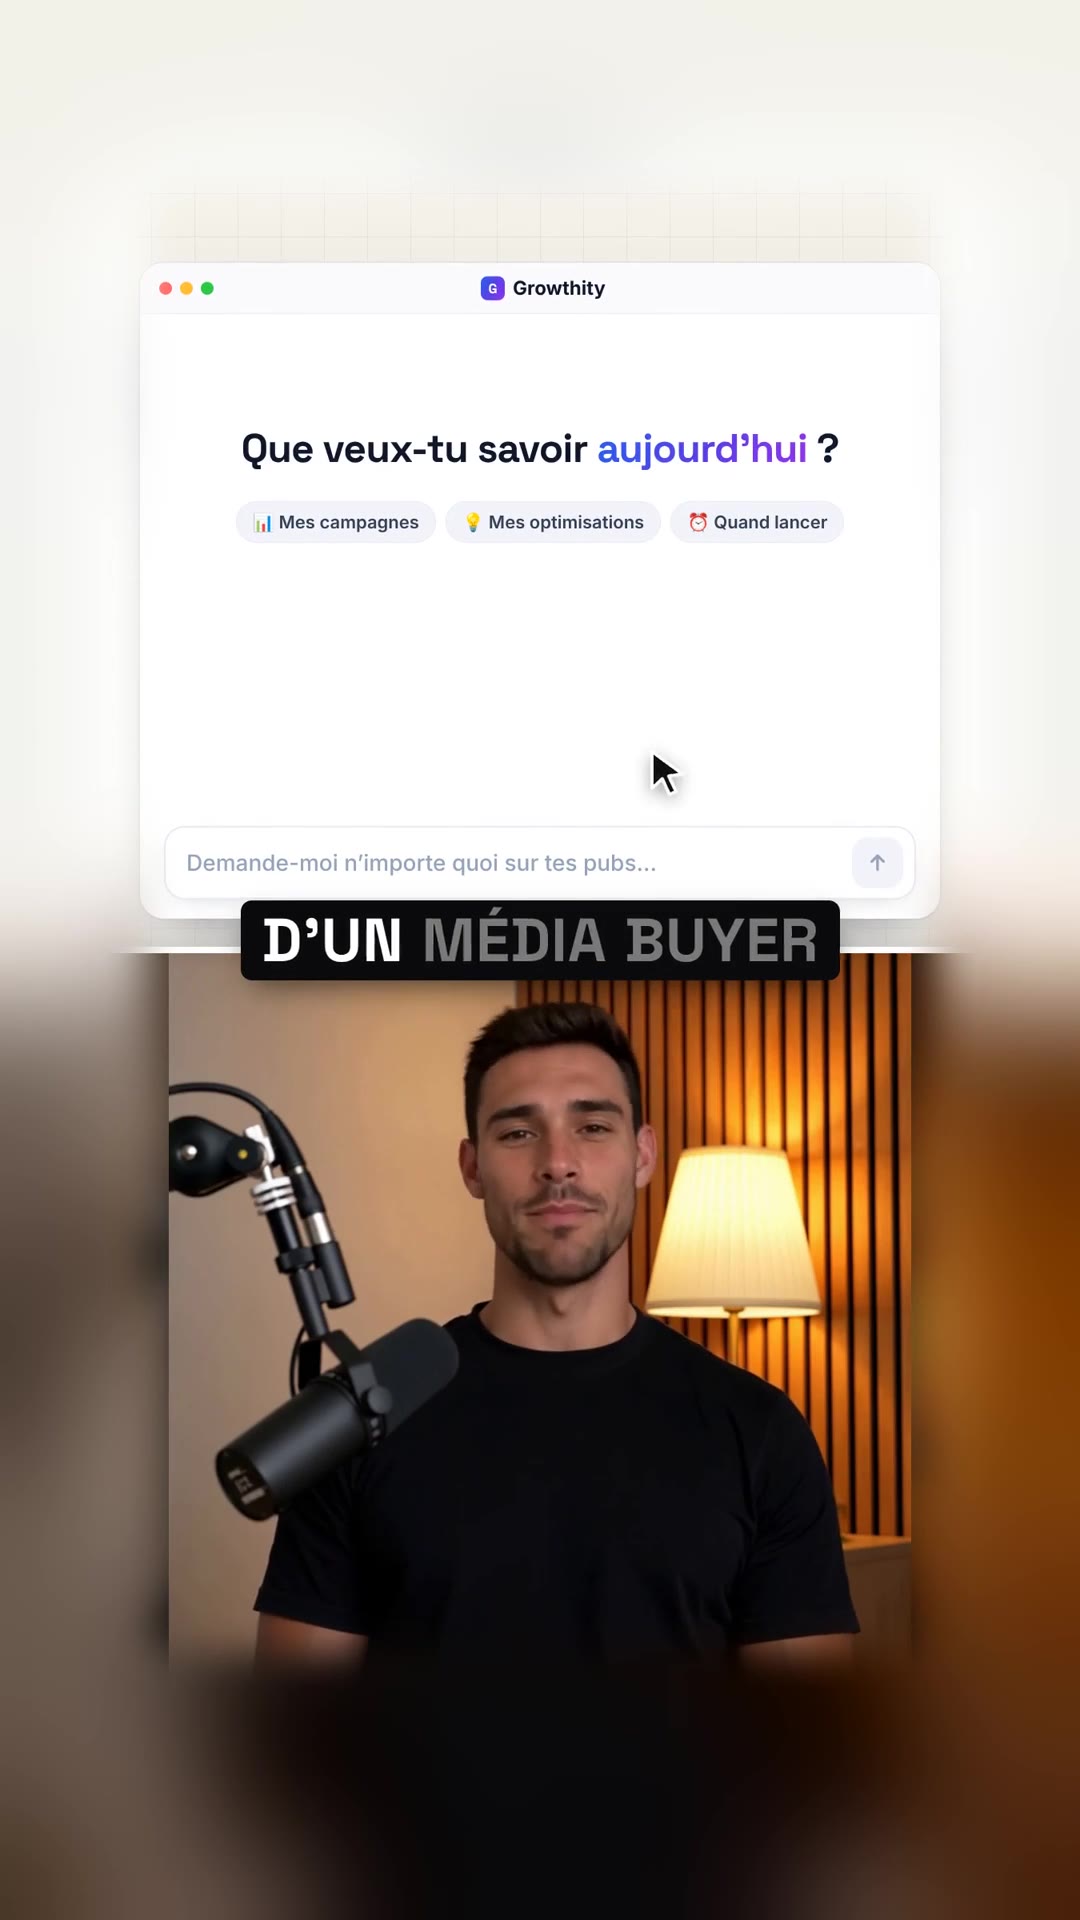 G Growthity
Que veux-tu savoir aujourd’hui ?
📊 Mes campagnes 💡 Mes optimisations ⏰ Quand lancer
Demande-moi n’importe quoi sur tes pubs...
D’UN MÉDIA BUYER